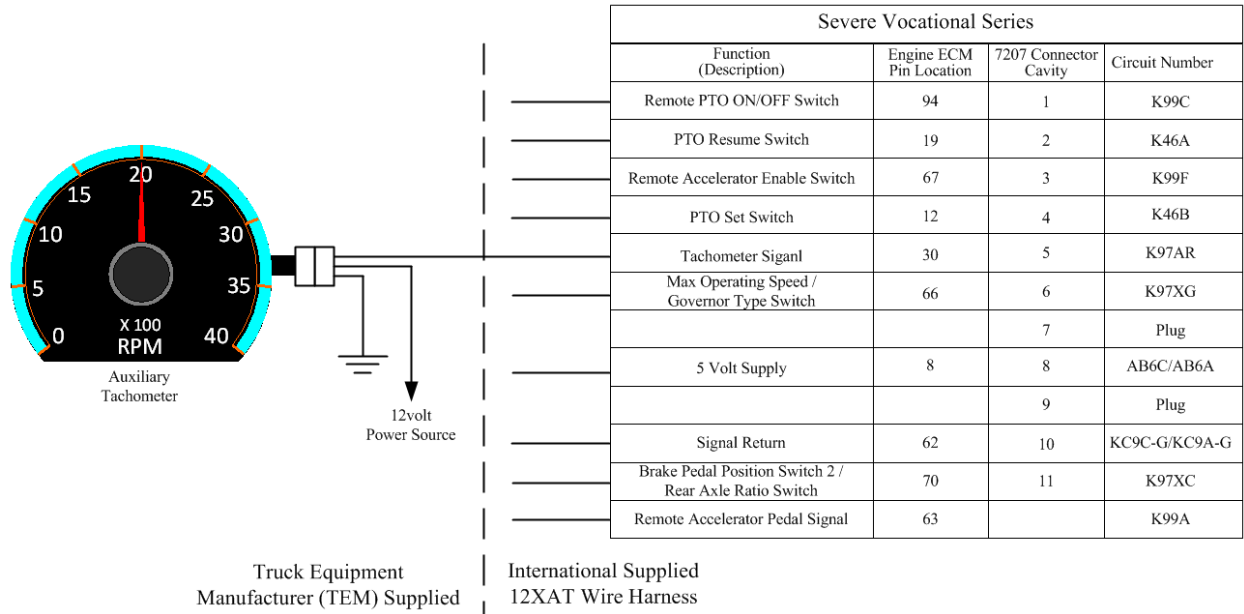 Severe Vocational Series
Function
(Description)
Engine ECM
Pin Location
7207 Connector
Cavity
Circuit Number
Remote PTO ON/OFF Switch 94 1 K99C
PTO Resume Switch 19 2 K46A
Remote Accelerator Enable Switch 67 3 K99F
PTO Set Switch 12 4 K46B
Tachometer Siganl 30 5 K97AR
Max Operating Speed /
Governor Type Switch 66 6 K97XG
7 Plug
5 Volt Supply 8 8 AB6C/AB6A
9 Plug
Signal Return 62 10 KC9C-G/KC9A-G
Brake Pedal Position Switch 2 /
Rear Axle Ratio Switch 70 11 K97XC
Remote Accelerator Pedal Signal 63 K99A
0
5
10
15
20
25
30
35
40
X 100
RPM
Auxiliary
Tachometer
12volt
Power Source
Truck Equipment
Manufacturer (TEM) Supplied
International Supplied
12XAT Wire Harness